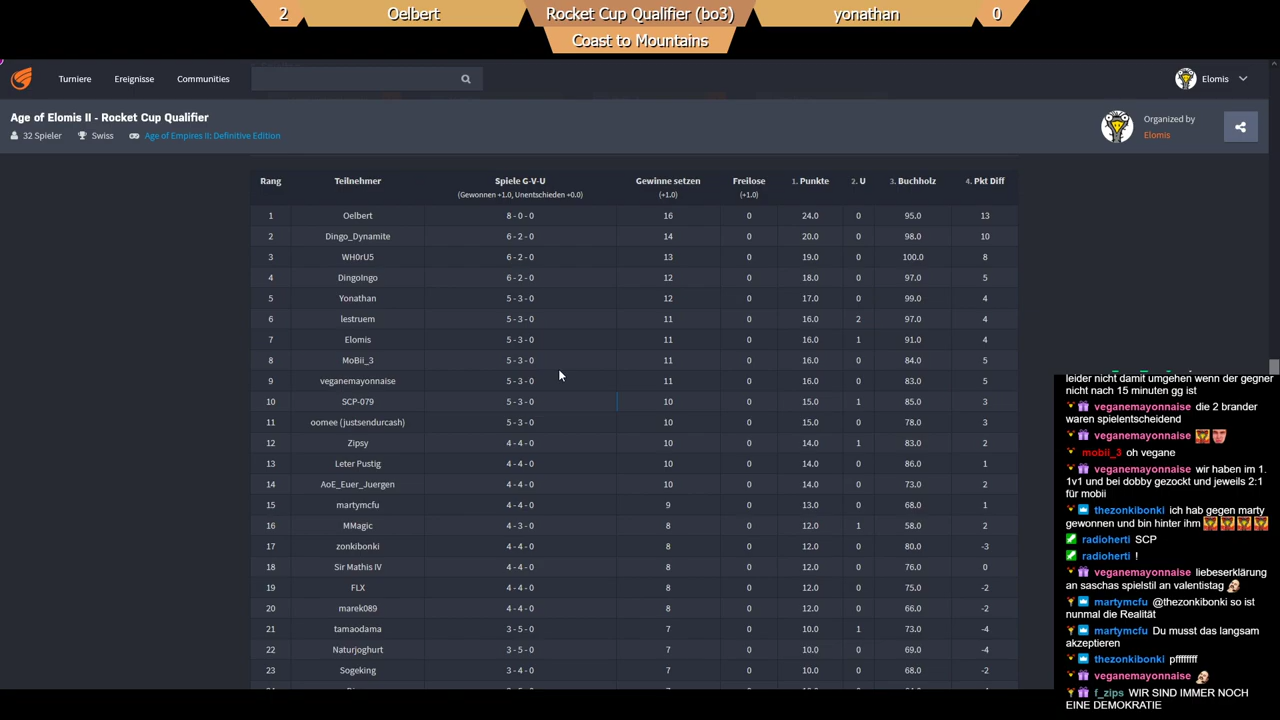 2 Oelbert Rocket Cup Qualifier (bo3) yonathan 0
Coast to Mountains
Turniere Ereignisse Communities Elomis
Age of Elomis II - Rocket Cup Qualifier
32 Spieler Swiss Age of Empires II: Definitive Edition
Organized by
Elomis
Rang Teilnehmer Spiele G-V-U Gewinne setzen Freilose 1. Punkte 2. U 3. Buchholz 4. Pkt Diff
(Gewonnen +1.0, Unentschieden +0.0) (+1.0) (+1.0)
1 Oelbert 8 - 0 - 0 16 0 24.0 0 95.0 13
2 Dingo_Dynamite 6 - 2 - 0 14 0 20.0 0 98.0 10
3 WH0rU5 6 - 2 - 0 13 0 19.0 0 100.0 8
4 DingoIngo 6 - 2 - 0 12 0 18.0 0 97.0 5
5 Yonathan 5 - 3 - 0 12 0 17.0 0 99.0 4
6 lestruem 5 - 3 - 0 11 0 16.0 2 97.0 4
7 Elomis 5 - 3 - 0 11 0 16.0 1 91.0 4
8 MoBii_3 5 - 3 - 0 11 0 16.0 0 84.0 5
9 veganemayonnaise 5 - 3 - 0 11 0 16.0 0 83.0 5
10 SCP-079 5 - 3 - 0 10 0 15.0 1 85.0 3
11 oomee (justsendurcash) 5 - 3 - 0 10 0 15.0 0 78.0 3
12 Zipsy 4 - 4 - 0 10 0 14.0 1 83.0 2
13 Leter Pustig 4 - 4 - 0 10 0 14.0 0 86.0 1
14 AoE_Euer_Juergen 4 - 4 - 0 10 0 14.0 0 73.0 2
15 martymcfu 4 - 4 - 0 9 0 13.0 0 68.0 1
16 MMagic 4 - 3 - 0 8 0 12.0 1 58.0 2
17 zonkibonki 4 - 4 - 0 8 0 12.0 0 80.0 -3
18 Sir Mathis IV 4 - 4 - 0 8 0 12.0 0 76.0 0
19 FLX 4 - 4 - 0 8 0 12.0 0 75.0 -2
20 marek089 4 - 4 - 0 8 0 12.0 0 66.0 -2
21 tamaodama 3 - 5 - 0 7 0 10.0 1 73.0 -4
22 Naturjoghurt 3 - 5 - 0 7 0 10.0 0 69.0 -4
23 Sogeking 3 - 4 - 0 7 0 10.0 0 68.0 -2
leider nicht damit umgehen wenn der gegner
nicht nach 15 minuten gg ist
veganemayonnaise die 2 brander
waren spielentscheidend
veganemayonnaise
mobii_3 oh vegane
veganemayonnaise wir haben im 1.
1v1 und bei dobby gezockt und jeweils 2:1
für mobii
thezonkibonki ich hab gegen marty
gewonnen und bin hinter ihm
radioherti SCP
radioherti !
veganemayonnaise liebeserklärung
an saschas spielstil an valentistag
martymcfu @thezonkibonki so ist
nunmal die Realität
martymcfu Du musst das langsam
akzeptieren
thezonkibonki pffffffff
veganemayonnaise
f_zips WIR SIND IMMER NOCH
EINE DEMOKRATIE